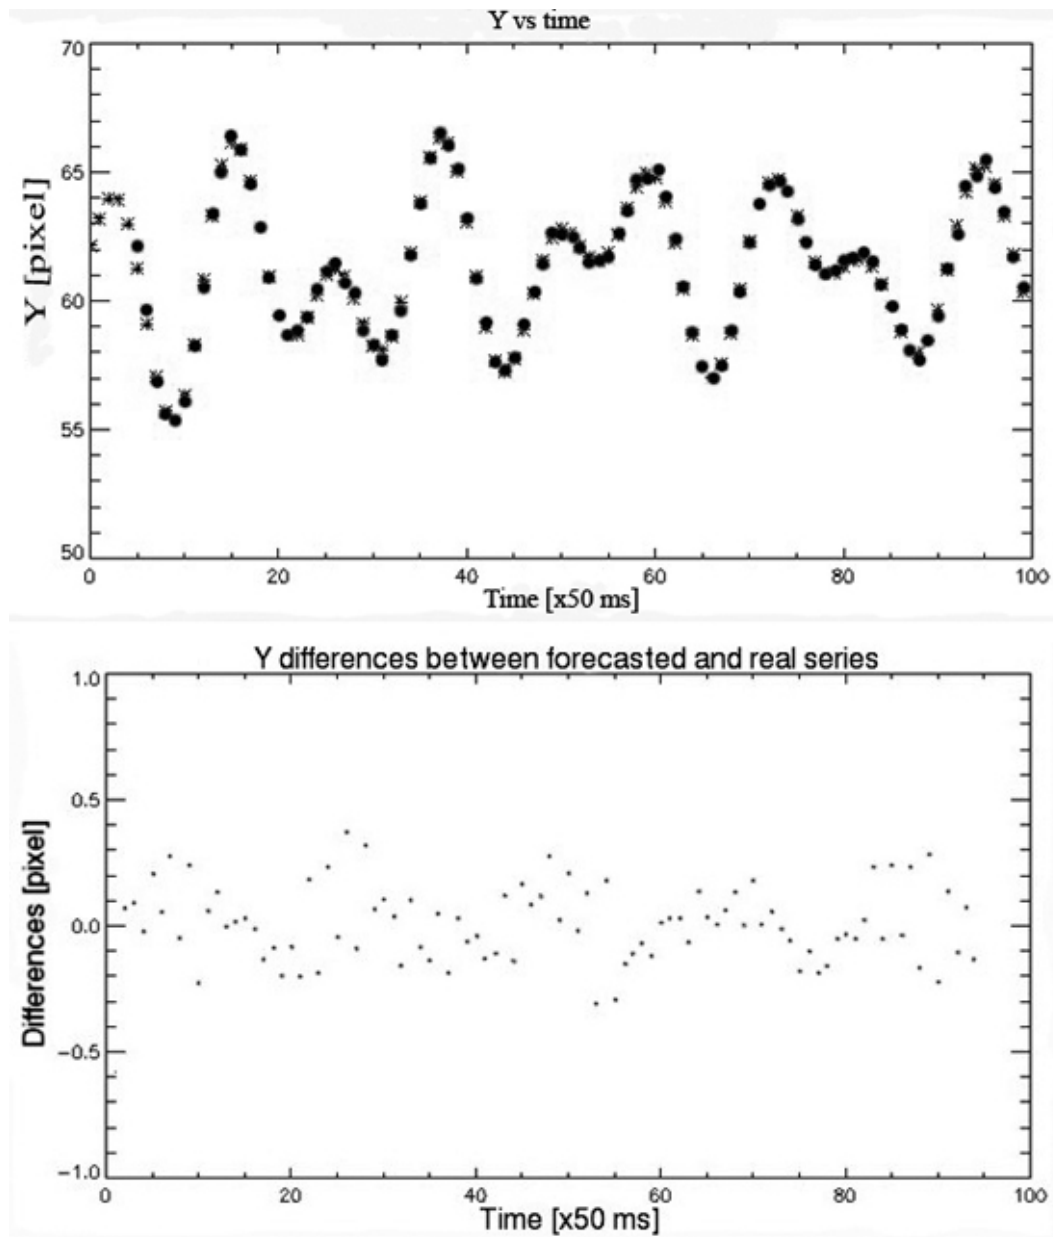 Y vs time
70
65
60
55
50
Y [pixel]
0 20 40 60 80 100
Time [x50 ms]
Y differences between forecasted and real series
1.0
0.5
0.0
−0.5
−1.0
Differences [pixel]
0 20 40 60 80 100
Time [x50 ms]